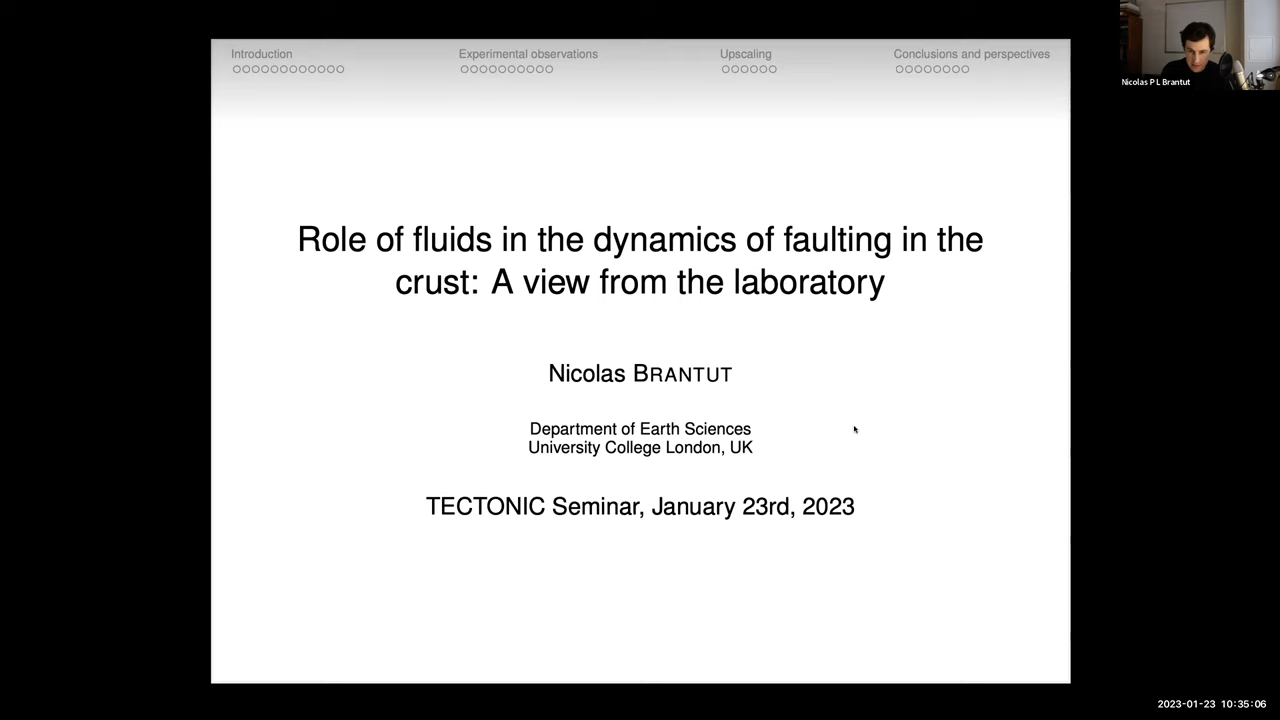 Introduction
Experimental observations
Upscaling
Conclusions and perspectives
Nicolas P L Brantut
Role of fluids in the dynamics of faulting in the
crust: A view from the laboratory
Nicolas BRANTUT
Department of Earth Sciences
University College London, UK
TECTONIC Seminar, January 23rd, 2023
2023-01-23 10:35:06